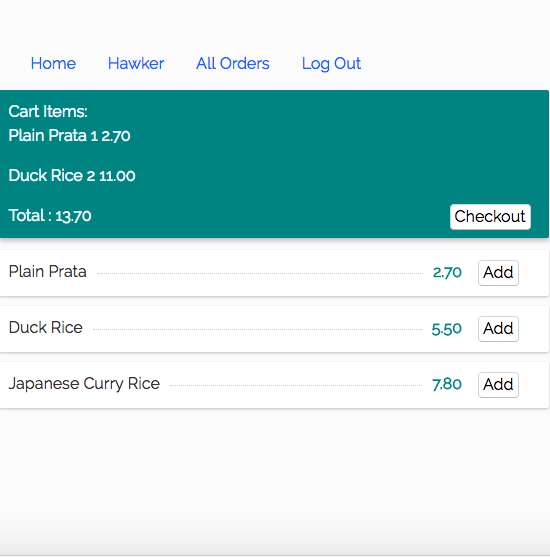 Home Hawker All Orders Log Out
Cart Items:
Plain Prata 1 2.70
Duck Rice 2 11.00
Total : 13.70 Checkout
Plain Prata 2.70 Add
Duck Rice 5.50 Add
Japanese Curry Rice 7.80 Add